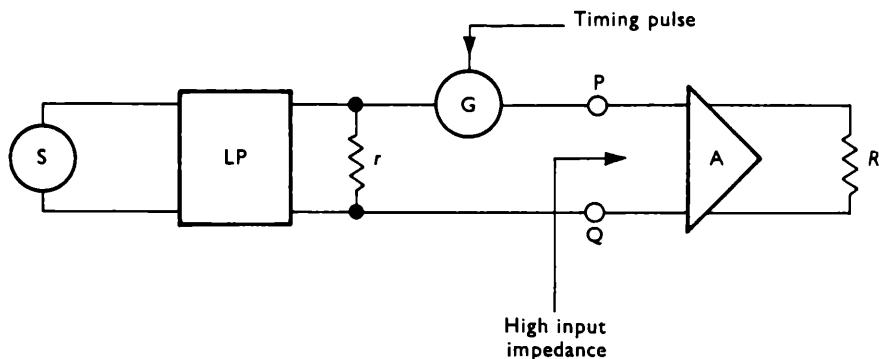 Timing pulse
P
G
S
LP
r
A
R
Q
High input
impedance